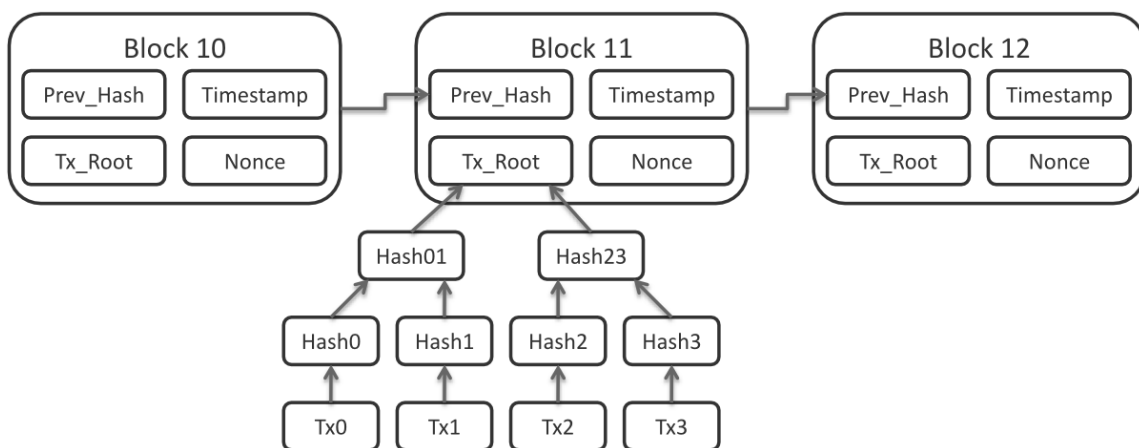 Block 10
Block 11
Block 12
Prev_Hash Timestamp
Prev_Hash Timestamp
Prev_Hash Timestamp
Tx_Root Nonce
Tx_Root Nonce
Tx_Root Nonce
Hash01
Hash23
Hash0
Hash1
Hash2
Hash3
Tx0
Tx1
Tx2
Tx3